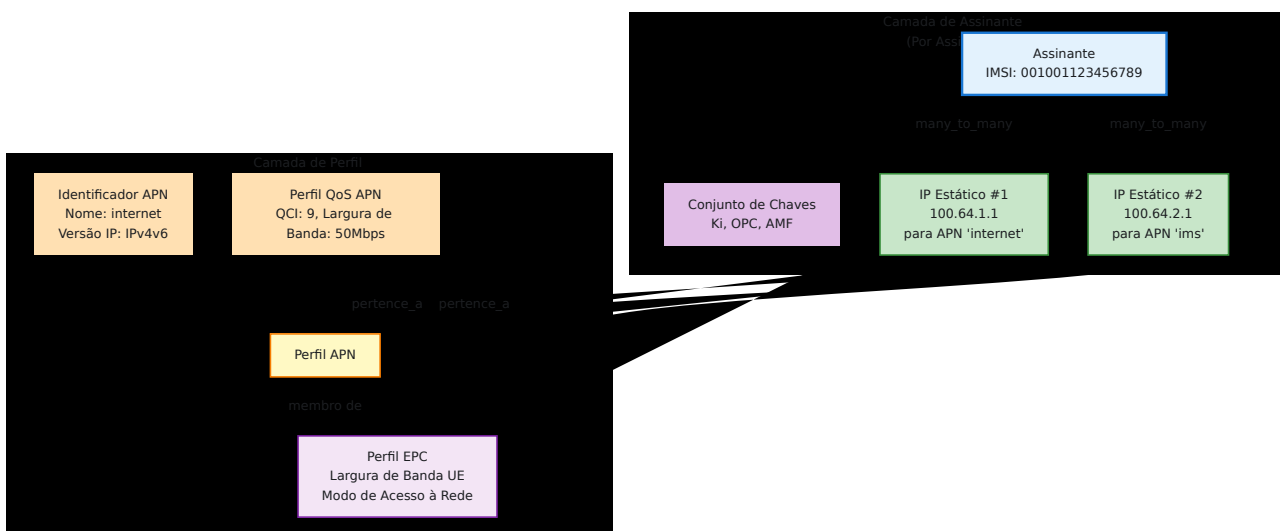 Camada de Assinante
(Por Assi
Assinante
IMSI: 001001123456789
many_to_many
many_to_many
Conjunto de Chaves
Ki, OPC, AMF
IP Estático #1
100.64.1.1
para APN 'internet'
IP Estático #2
100.64.2.1
para APN 'ims'
Camada de Perfil
Identificador APN
Nome: internet
Versão IP: IPv4v6
Perfil QoS APN
QCI: 9, Largura de
Banda: 50Mbps
pertence_a
pertence_a
Perfil APN
membro de
Perfil EPC
Largura de Banda UE
Modo de Acesso à Rede